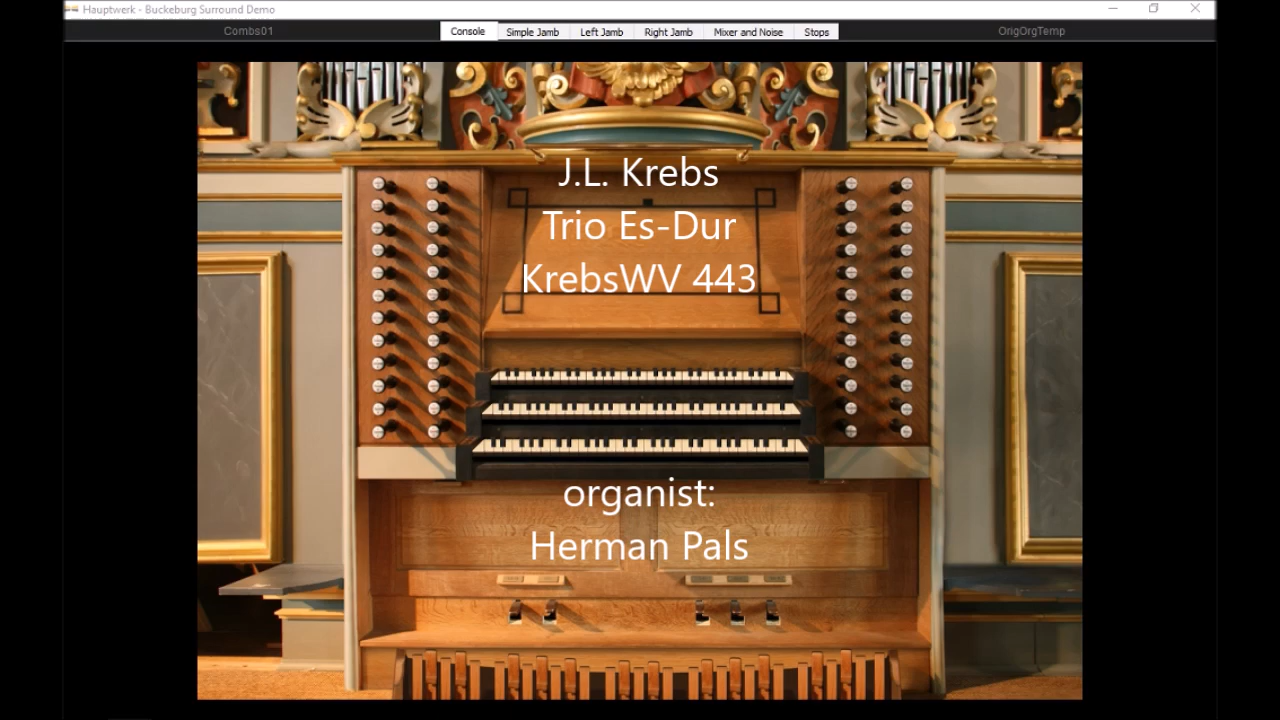 Hauptwerk - Buckeburg Surround Demo
Combs01
Console
Simple Jamb
Left Jamb
Right Jamb
Mixer and Noise
Stops
OrigOrgTemp
J.L. Krebs
Trio Es-Dur
KrebsWV 443
organist:
Herman Pals